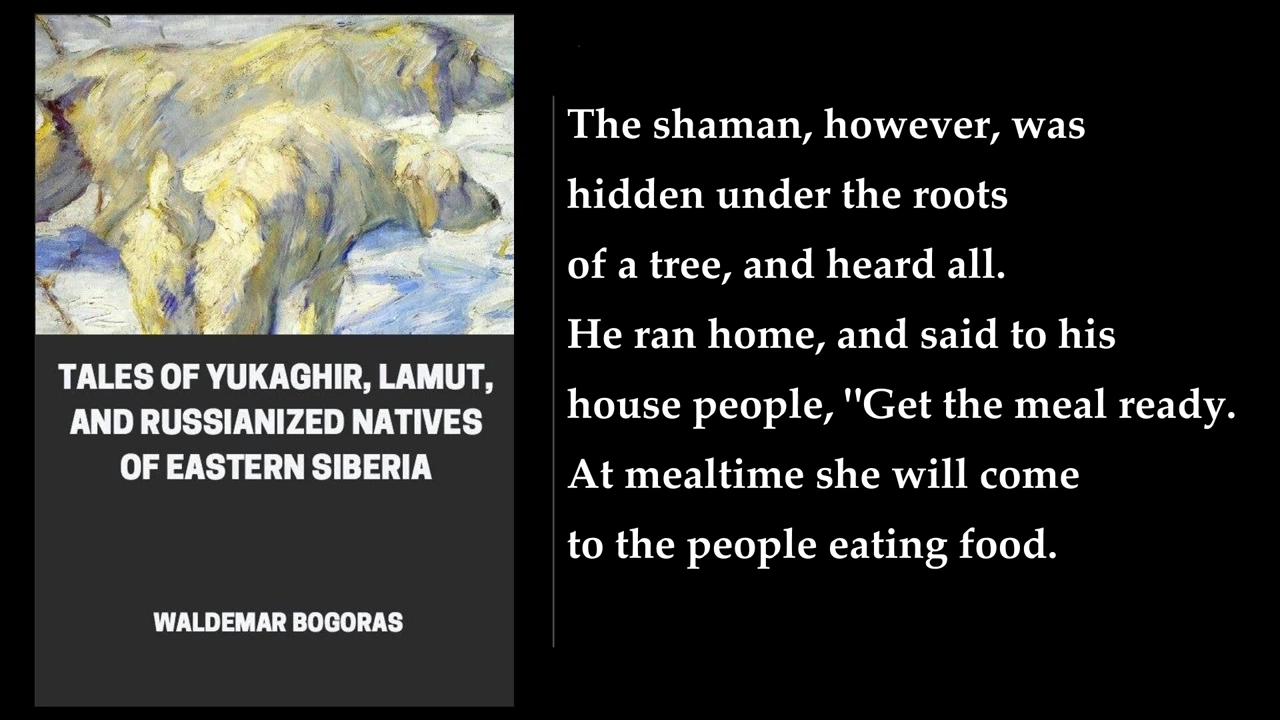 TALES OF YUKAGHIR, LAMUT,
AND RUSSIANIZED NATIVES
OF EASTERN SIBERIA
WALDEMAR BOGORAS
The shaman, however, was
hidden under the roots
of a tree, and heard all.
He ran home, and said to his
house people, "Get the meal ready.
At mealtime she will come
to the people eating food.